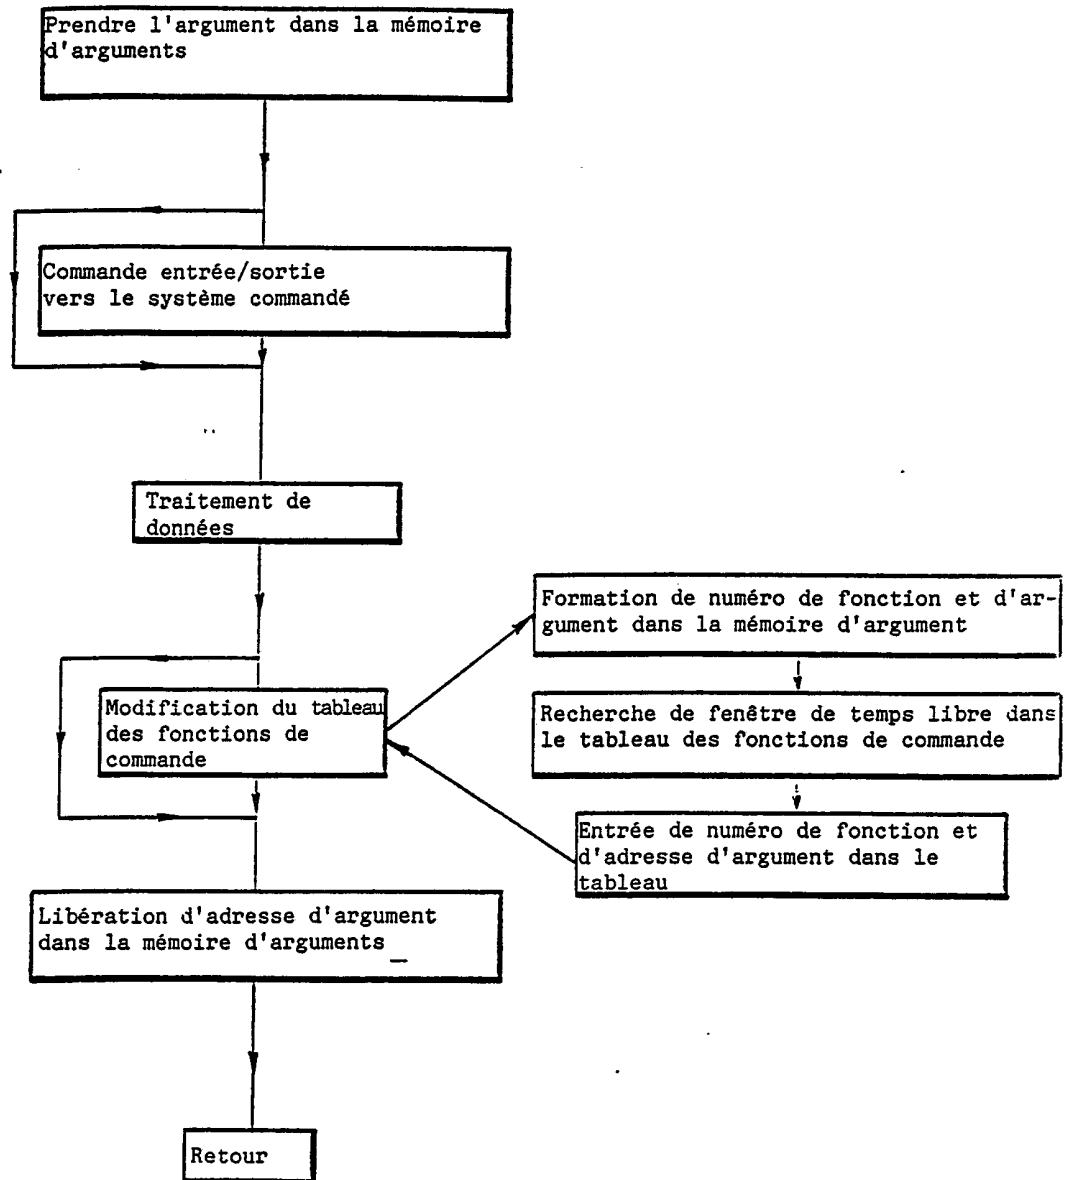 Prendre l'argument dans la mémoire
d'arguments
Commande entrée/sortie
vers le système commandé
Traitement de
données
Modification du tableau
des fonctions de
commande
Formation de numéro de fonction et d'ar-
gument dans la mémoire d'argument
Recherche de fenêtre de temps libre dans
le tableau des fonctions de commande
Entrée de numéro de fonction et
d'adresse d'argument dans le
tableau
Libération d'adresse d'argument
dans la mémoire d'arguments
Retour